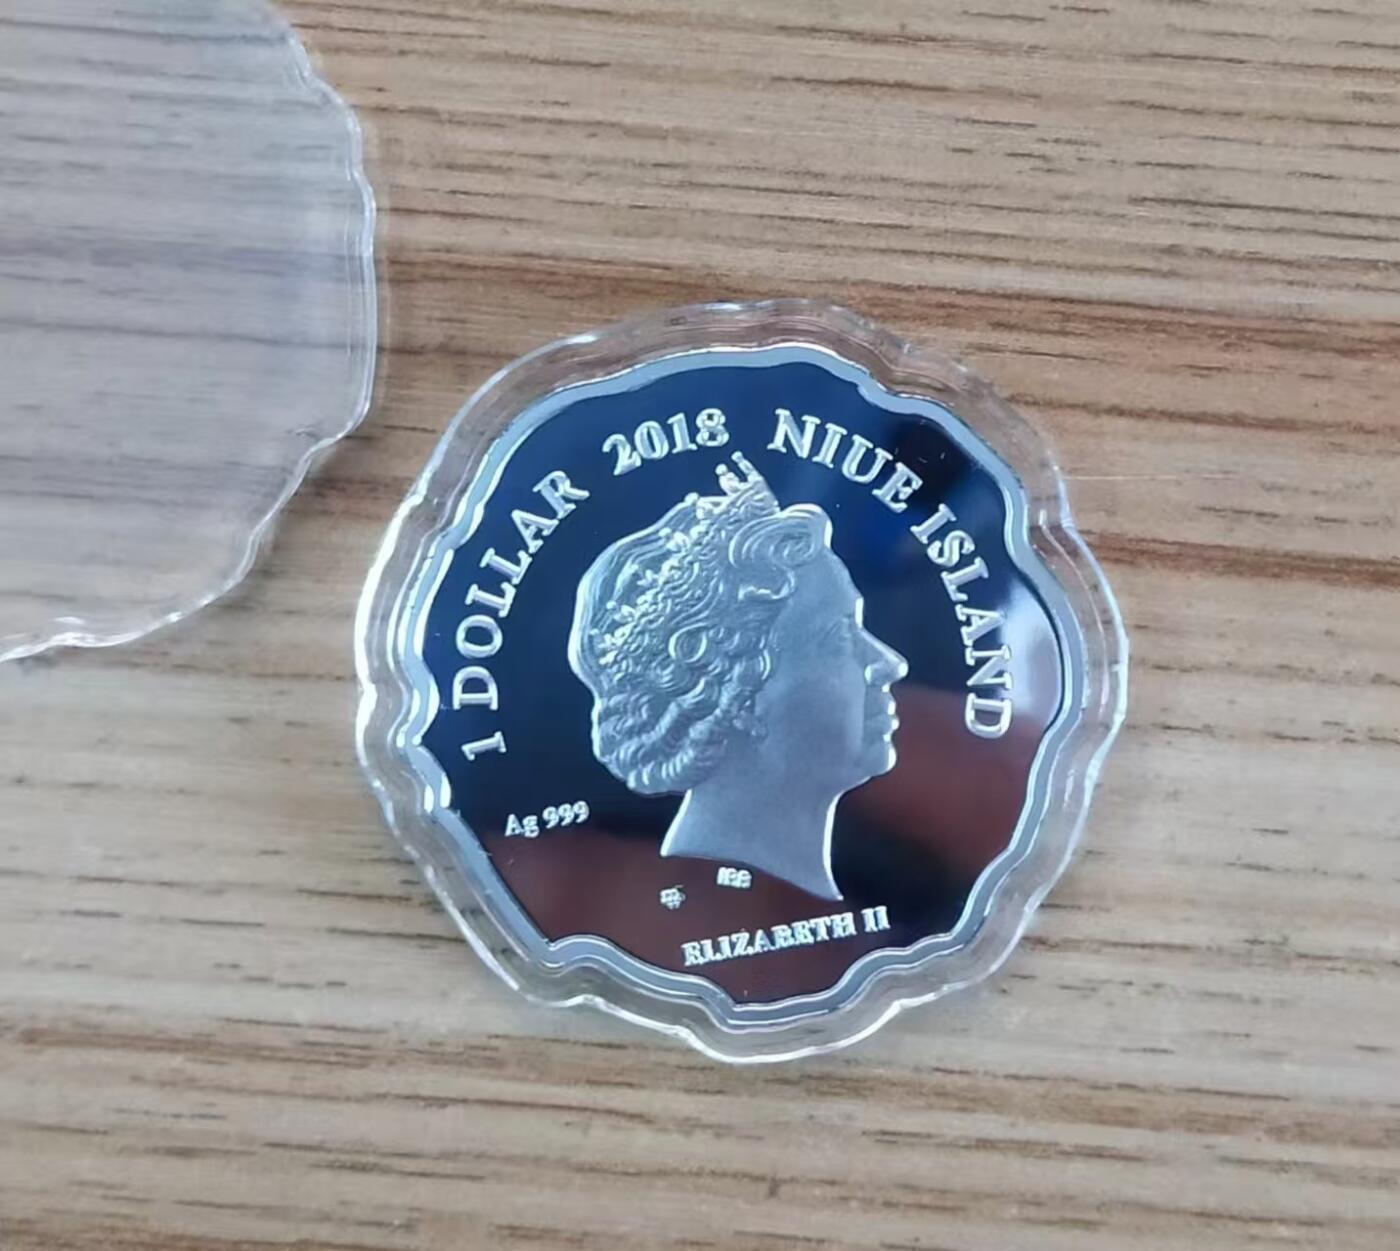 1 DOLLAR 2018 NIUE ISLAND
Ag 999
ELIZABETH II